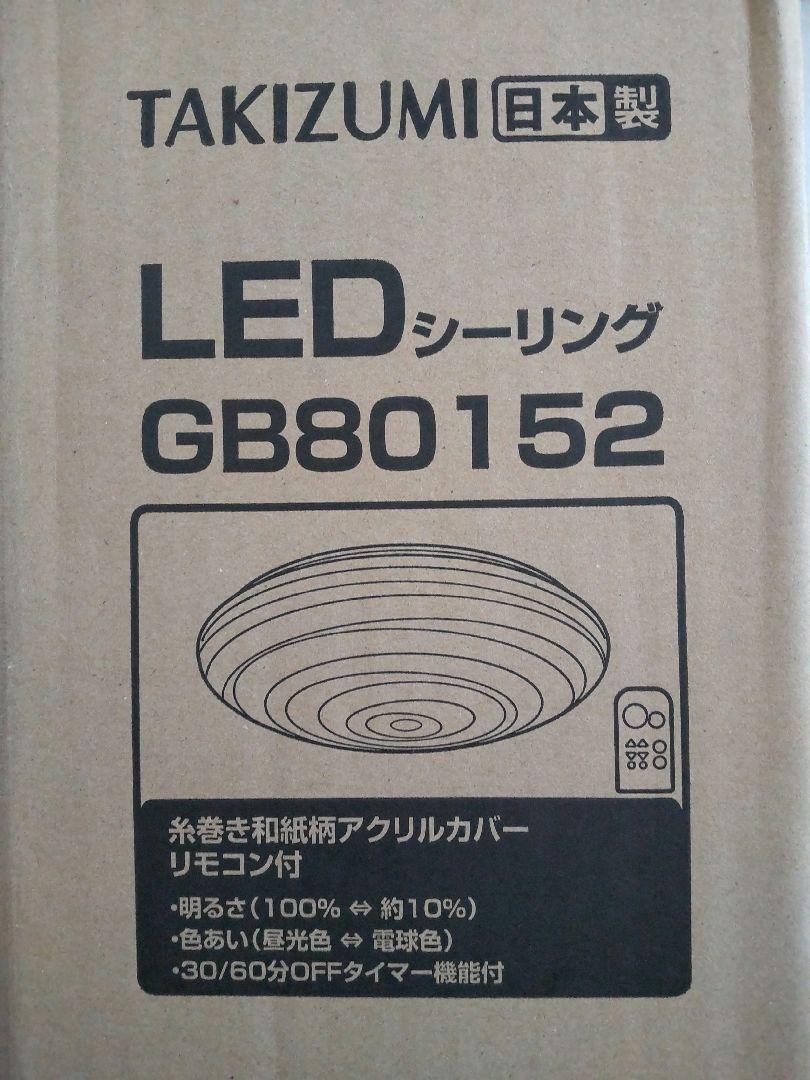 TAKIZUMI 日本製
LEDシーリング
GB80152
糸巻き和紙柄アクリルカバー
リモコン付
・明るさ(100% ⇔ 約10%)
・色あい(昼光色 ⇔ 電球色)
・30/60分OFFタイマー機能付